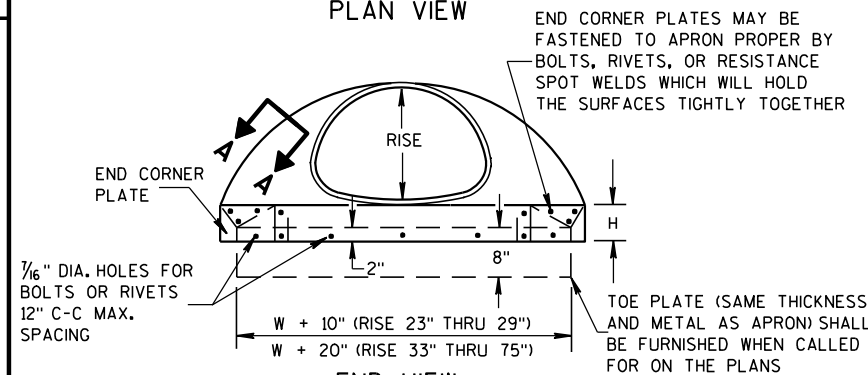 PLAN VIEW
END CORNER PLATES MAY BE
FASTENED TO APRON PROPER BY
BOLTS, RIVETS, OR RESISTANCE
SPOT WELDS WHICH WILL HOLD
THE SURFACES TIGHTLY TOGETHER
RISE
A
A
END CORNER
PLATE
H
2"
8"
7/16" DIA. HOLES FOR
BOLTS OR RIVETS
12" C-C MAX.
SPACING
W + 10" (RISE 23" THRU 29")
W + 20" (RISE 33" THRU 75")
TOE PLATE (SAME THICKNESS
AND METAL AS APRON) SHALL
BE FURNISHED WHEN CALLED
FOR ON THE PLANS
END VIEW